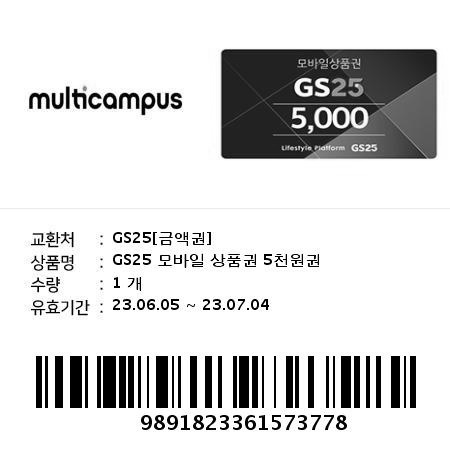 multicampus
모바일상품권
GS25
5,000
Lifestyle Platform GS25
교환처 : GS25[금액권]
상품명 : GS25 모바일 상품권 5천원권
수량 : 1 개
유효기간 : 23.06.05 ~ 23.07.04
9891823361573778